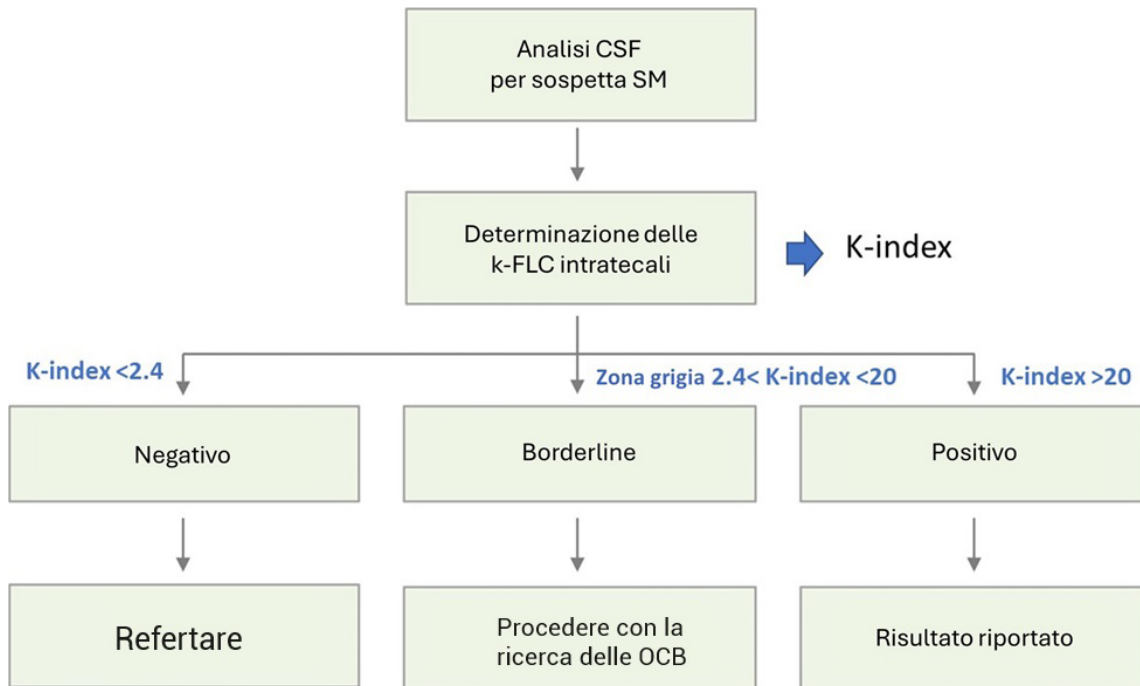 Analisi CSF
per sospetta SM
Determinazione delle
k-FLC intratecali
K-index
K-index <2.4
Zona grigia 2.4< K-index <20
K-index >20
Negativo
Borderline
Positivo
Refertare
Procedere con la
ricerca delle OCB
Risultato riportato